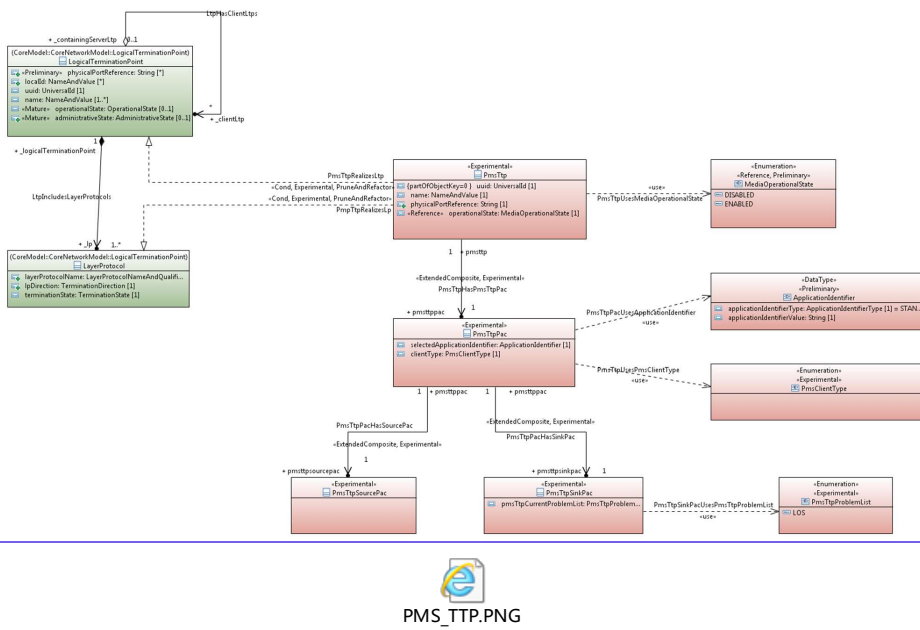 LtpHasClientLtps
+ _containingServerLtp 0..1
{CoreModel::CoreNetworkModel::LogicalTerminationPoint}
LogicalTerminationPoint
«Preliminary» physicalPortReference: String [*]
localId: NameAndValue [*]
uuid: UniversalId [1]
name: NameAndValue [1..*]
«Mature» operationalState: OperationalState [0..1]
«Mature» administrativeState: AdministrativeState [0..1]
*
+ _clientLtp
1
+ _logicalTerminationPoint
LtpIncludesLayerProtocols
+ _lp 1..*
{CoreModel::CoreNetworkModel::LogicalTerminationPoint}
LayerProtocol
layerProtocolName: LayerProtocolNameAndQualifi...
lpDirection: TerminationDirection [1]
terminationState: TerminationState [1]
PmsTtpRealizesLtp
«Cond, Experimental, PruneAndRefactor»
«Cond, Experimental, PruneAndRefactor»
PmpTtpRealizesLp
«Experimental»
PmsTtp
{partOfObjectKey=0 } uuid: UniversalId [1]
name: NameAndValue [1]
physicalPortReference: String [1]
«Reference» operationalState: MediaOperationalState [1]
«use»
PmsTtpUsesMediaOperationalState
«Enumeration»
«Reference, Preliminary»
MediaOperationalState
DISABLED
ENABLED
1 + pmsttp
«ExtendedComposite, Experimental»
PmsTtpHasPmsTtpPac
1
+ pmsttppac
«Experimental»
PmsTtpPac
selectedApplicationIdentifier: ApplicationIdentifier [1]
clientType: PmsClientType [1]
PmsTtpPacUsesApplicationIdentifier
«use»
«DataType»
«Preliminary»
ApplicationIdentifier
applicationIdentifierType: ApplicationIdentifierType [1] = STAN...
applicationIdentifierValue: String [1]
PmsTtpUsesPmsClientType
«use»
«Enumeration»
«Experimental»
PmsClientType
1 + pmsttppac
1 + pmsttppac
PmsTtpPacHasSourcePac
«ExtendedComposite, Experimental»
1
+ pmsttpsourcepac
«ExtendedComposite, Experimental»
PmsTtpPacHasSinkPac
+ pmsttpsinkpac 1
«Experimental»
PmsTtpSourcePac
«Experimental»
PmsTtpSinkPac
pmsTtpCurrentProblemList: PmsTtpProblem...
PmsTtpSinkPacUsesPmsTtpProblemList
«use»
«Enumeration»
«Experimental»
PmsTtpProblemList
LOS
PMS_TTP.PNG